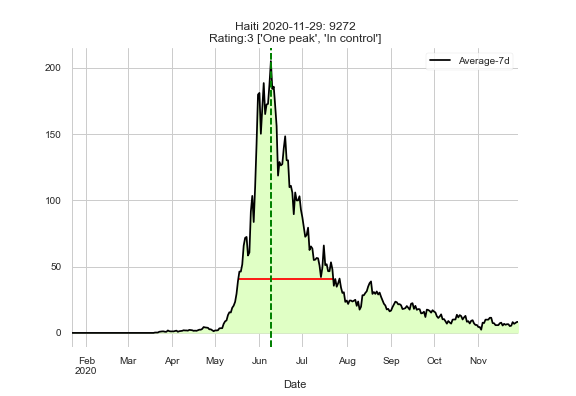 Haiti 2020-11-29: 9272
Rating:3 ['One peak', 'In control']
Average-7d
200
150
100
50
0
Feb Mar Apr May Jun Jul Aug Sep Oct Nov
2020
Date